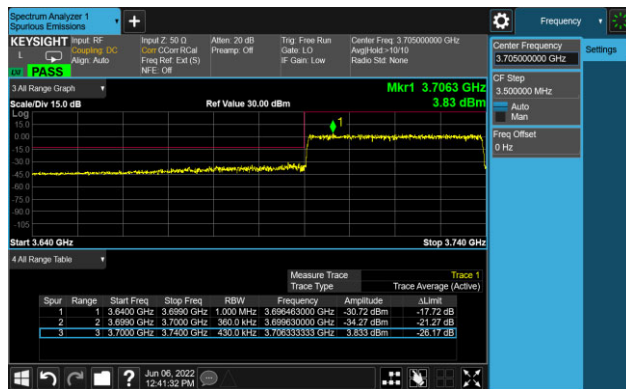 Spectrum Analyzer 1
Spurious Emissions
+
Frequency
KEYSIGHT Input: RF Input Z: 50 Ω Atten: 20 dB Trig: Free Run Center Freq: 3.705000000 GHz
L Coupling: DC Corr CCorr RCal Preamp: Off Gate: LO Avg|Hold:>10/10
Align: Auto Freq Ref: Ext (S) IF Gain: Low Radio Std: None
NFE: Off
PASS
Center Frequency
3.705000000 GHz
Settings
CF Step
3.500000 MHz
Auto
Man
Freq Offset
0 Hz
3 All Range Graph
Mkr1 3.7063 GHz
Scale/Div 15.0 dB Ref Value 30.00 dBm 3.83 dBm
Log
15.0
0.00
-15.0
-30.0
-45.0
-60.0
-75.0
-90.0
-105
1
Start 3.640 GHz Stop 3.740 GHz
4 All Range Table
Measure Trace Trace 1
Trace Type Trace Average (Active)
Spur Range Start Freq Stop Freq RBW Frequency Amplitude ΔLimit
1 1 3.6400 GHz 3.6990 GHz 1.000 MHz 3.696463000 GHz -30.72 dBm -17.72 dB
2 2 3.6990 GHz 3.7000 GHz 360.0 kHz 3.699630000 GHz -34.27 dBm -21.27 dB
3 3 3.7000 GHz 3.7400 GHz 430.0 kHz 3.706333333 GHz 3.833 dBm -26.17 dB
? Jun 06, 2022
12:41:32 PM